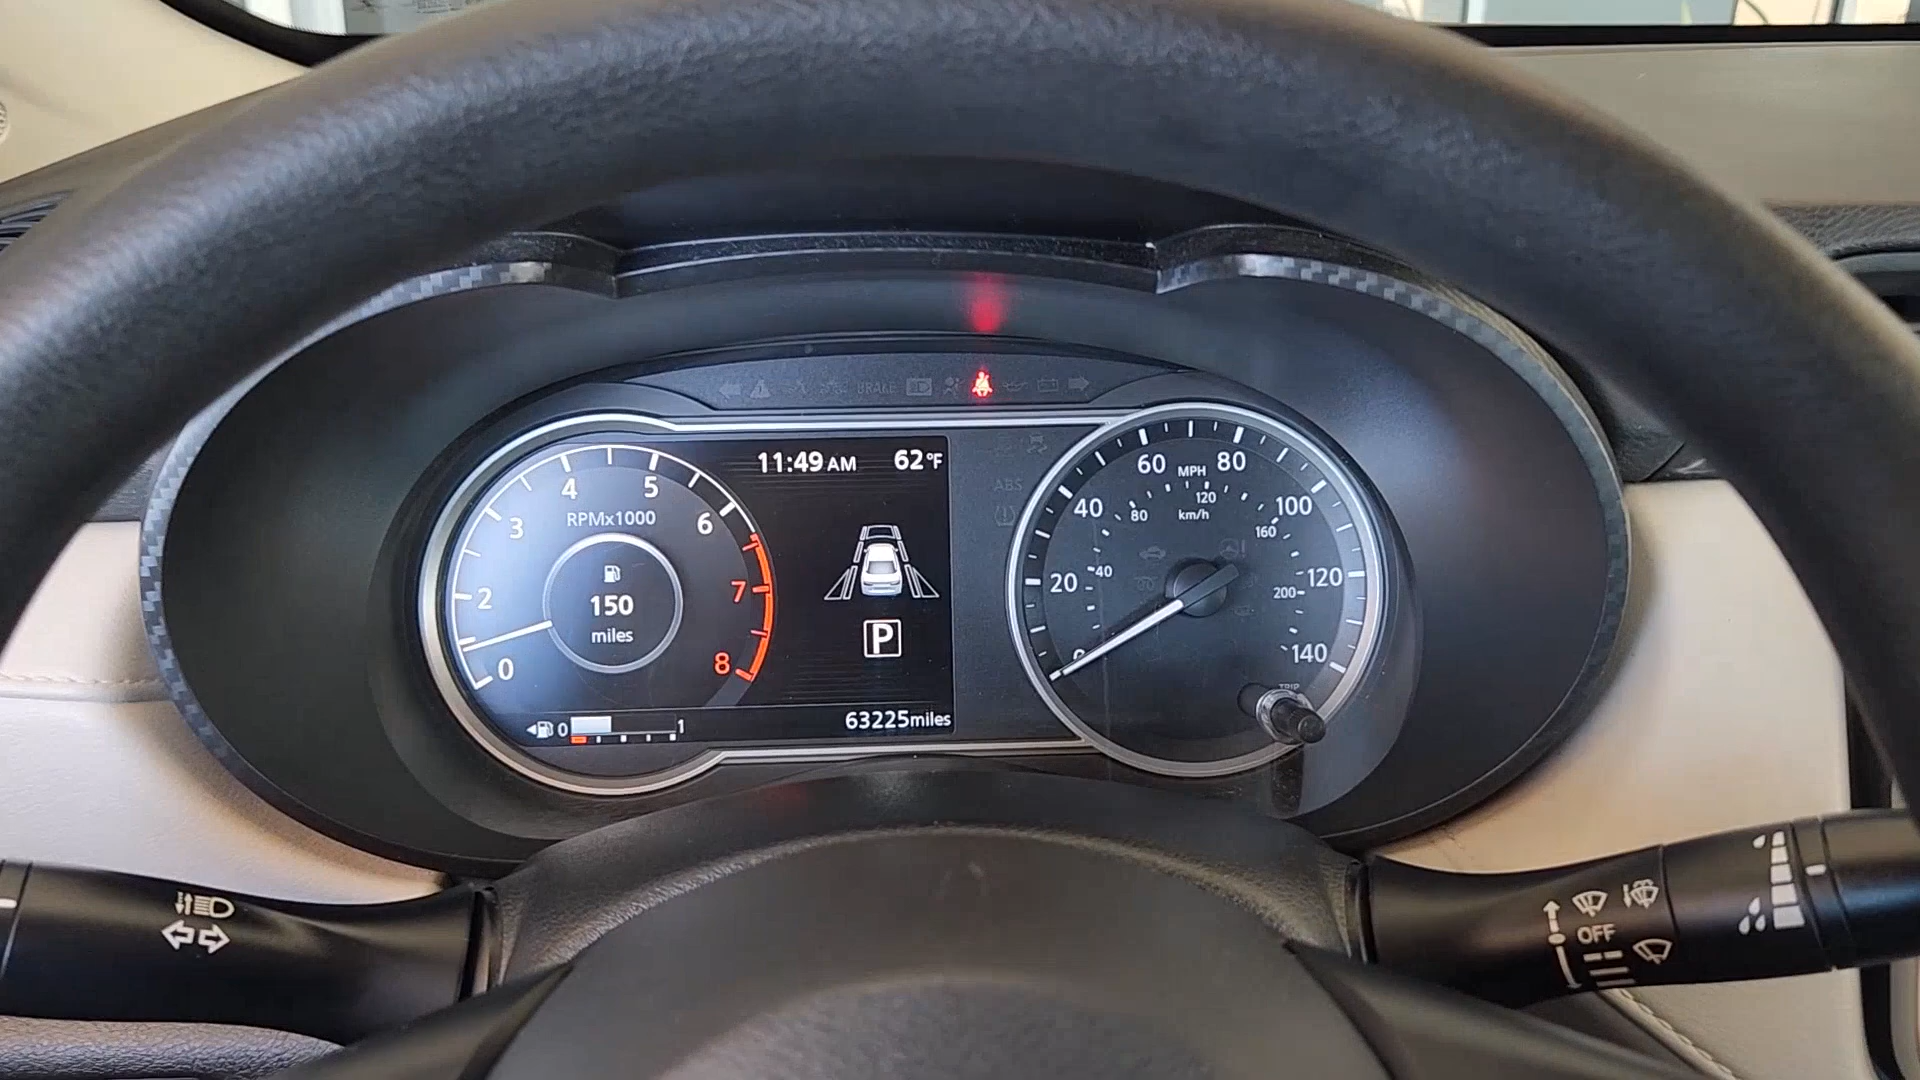 BRAKE
11:49 AM 62°F
ABS
4 5
3 6
RPMx1000
2 7
0 8
150
miles
P
0 1
63225miles
60 MPH 80
40 100
120
80 km/h 160
20 40 200 120
0 140
TRIP
OFF